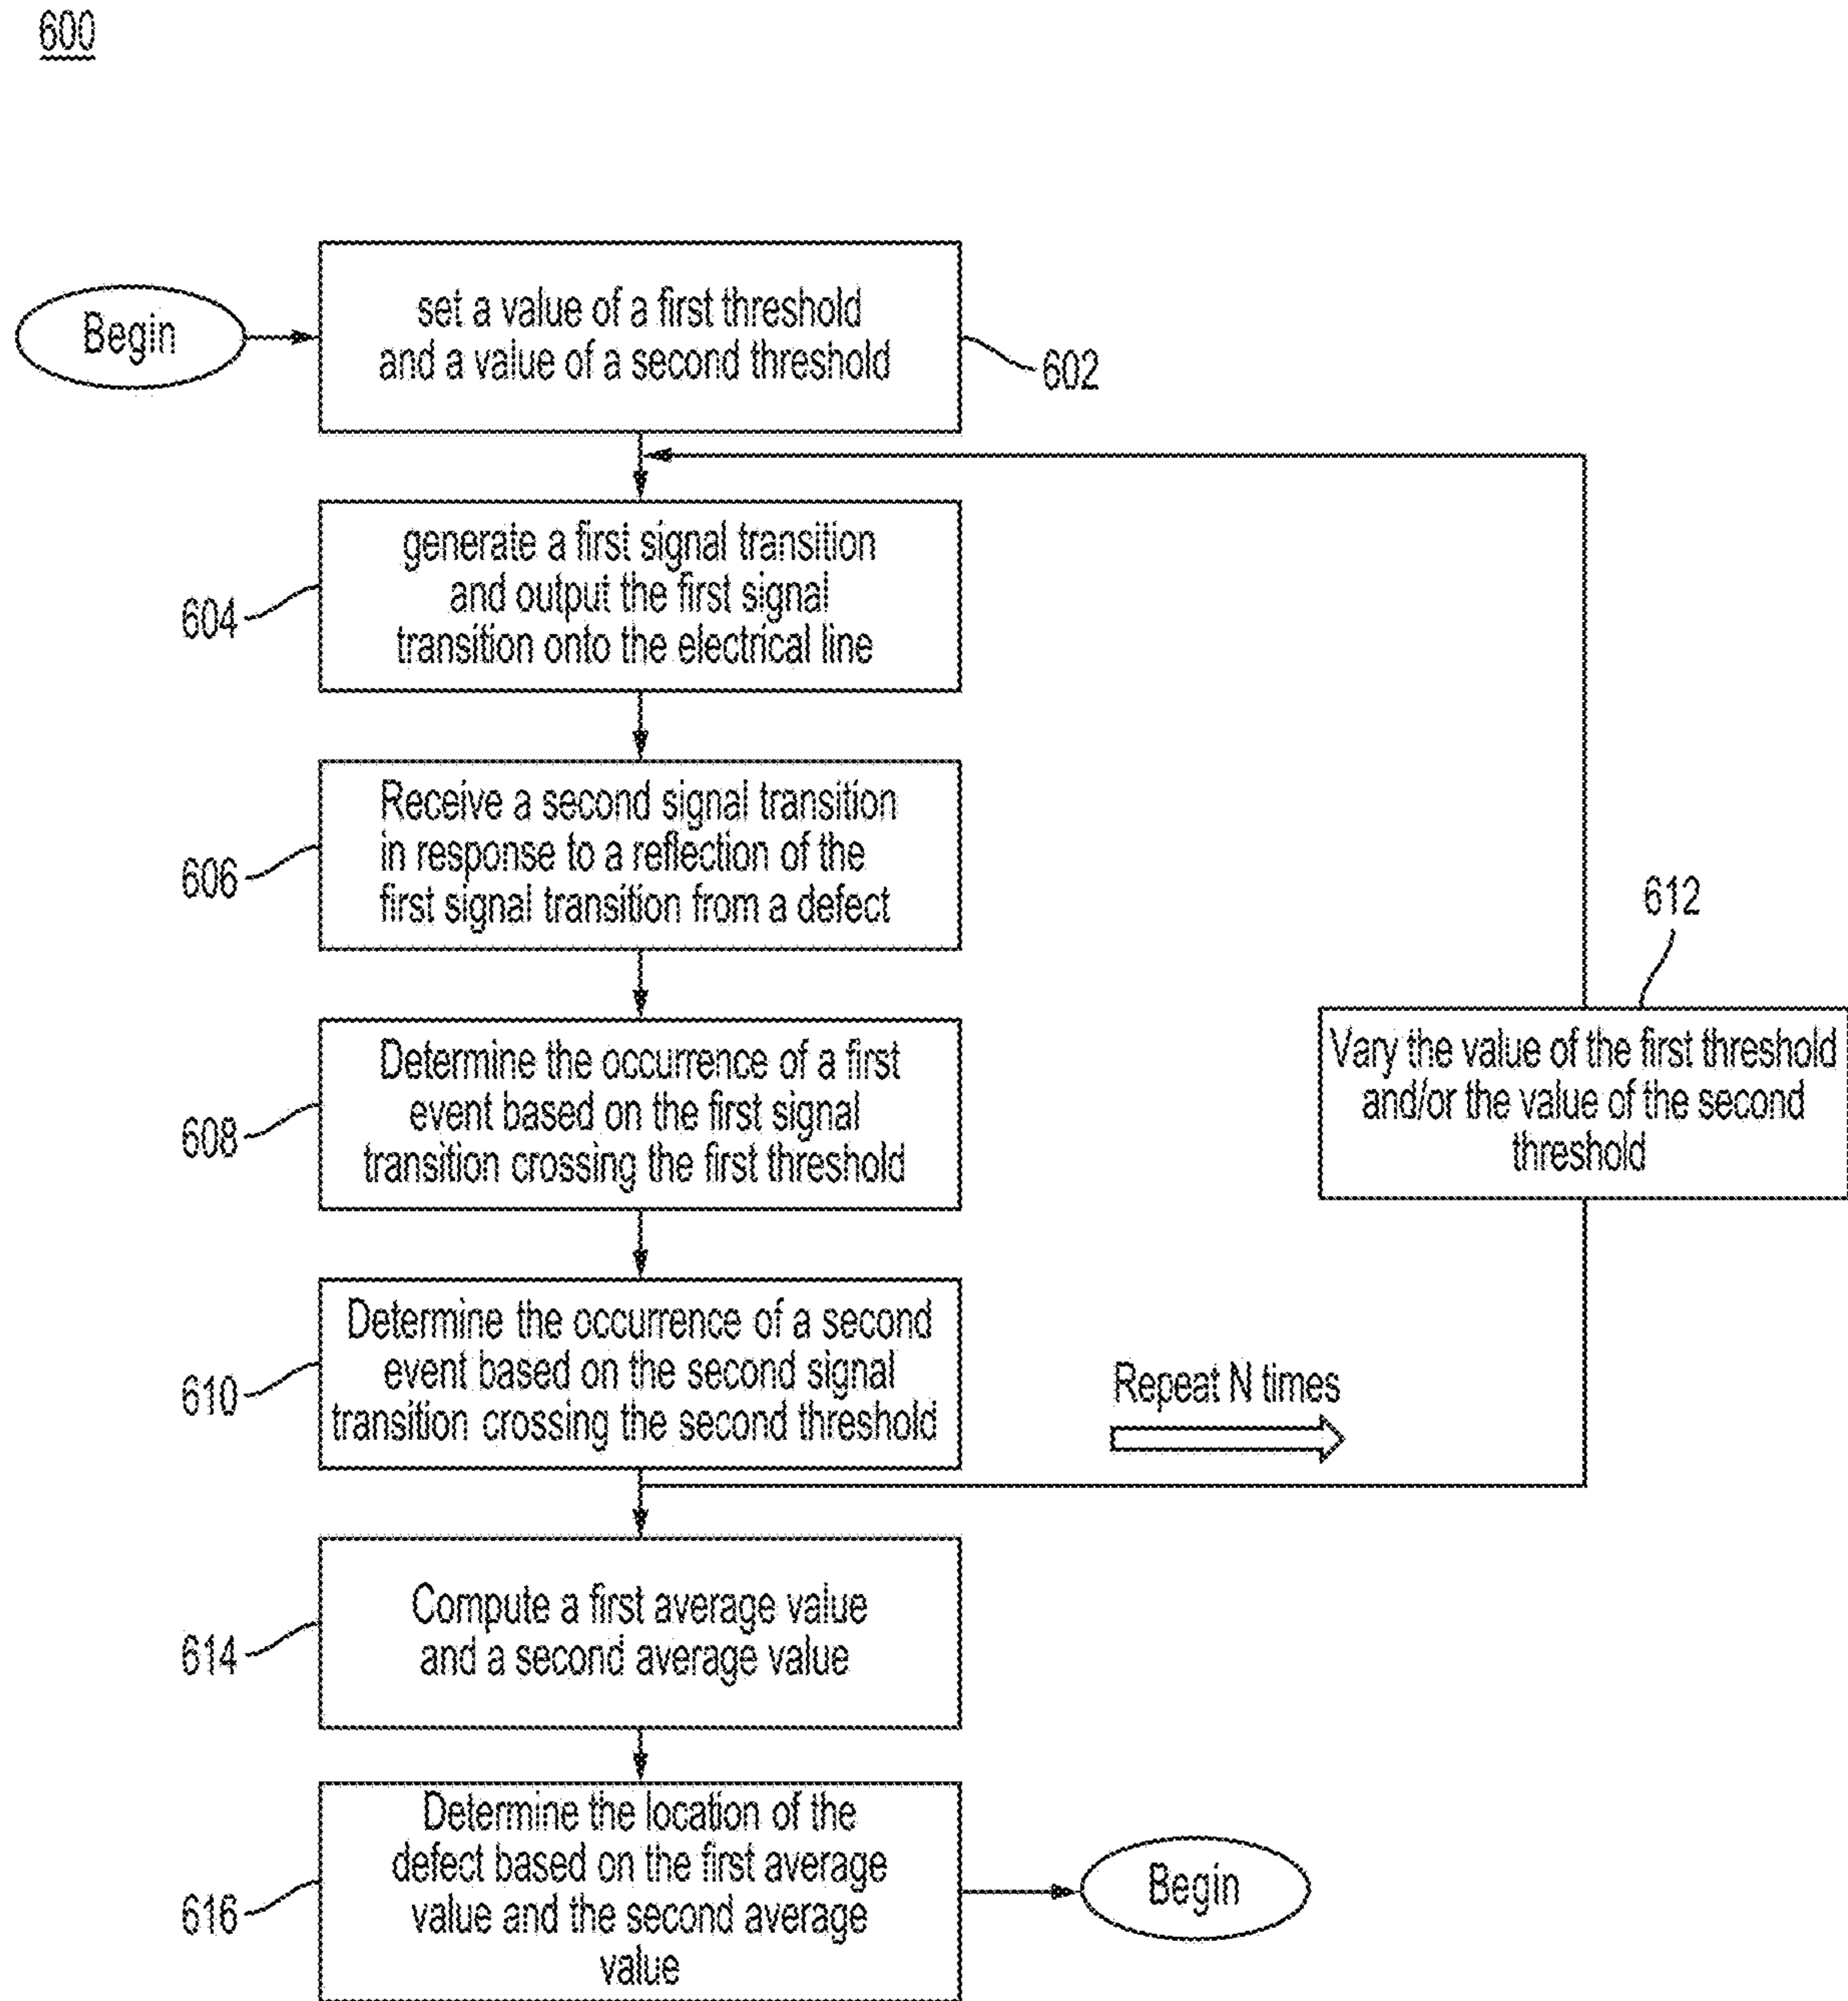 600
Begin
set a value of a first threshold
and a value of a second threshold
602
generate a first signal transition
and output the first signal
transition onto the electrical line
604
Receive a second signal transition
in response to a reflection of the
first signal transition from a defect
606
612
Vary the value of the first threshold
and/or the value of the second
threshold
Determine the occurrence of a first
event based on the first signal
transition crossing the first threshold
608
Determine the occurrence of a second
event based on the second signal
transition crossing the second threshold
610
Repeat N times
Compute a first average value
and a second average value
614
Determine the location of the
defect based on the first average
value and the second average
value
616
Begin